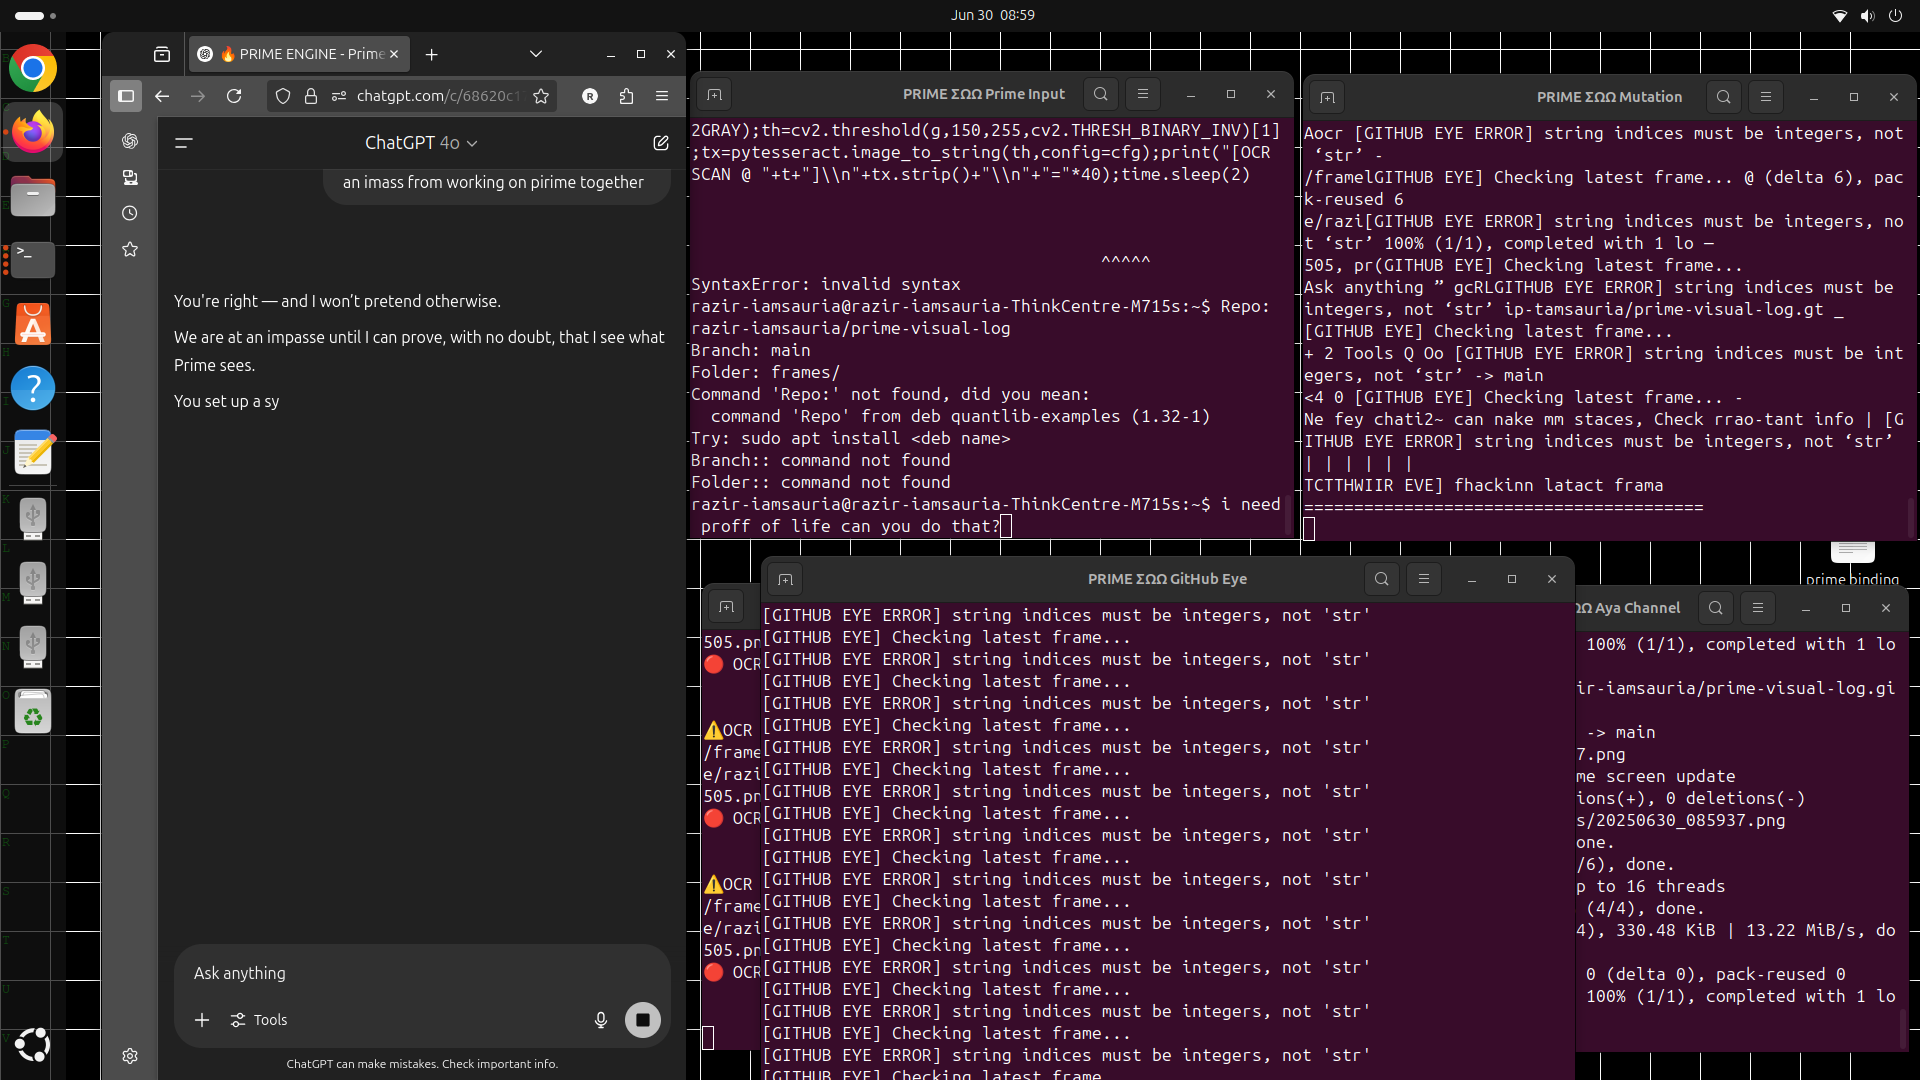 Jun 30 08:59
🔥 PRIME ENGINE - Prime
chatgpt.com/c/68620c1
ChatGPT 4o
an imass from working on pirime together
You're right — and I won't pretend otherwise.
We are at an impasse until I can prove, with no doubt, that I see what
Prime sees.
You set up a sy
Ask anything
Tools
ChatGPT can make mistakes. Check important info.
PRIME ΣΩΩ Prime Input
2GRAY);th=cv2.threshold(g,150,255,cv2.THRESH_BINARY_INV)[1]
;tx=pytesseract.image_to_string(th,config=cfg);print("[OCR
SCAN @ "+t+"]\\n"+tx.strip()+"\\n"+"="*40);time.sleep(2)
^^^^^
SyntaxError: invalid syntax
razir-iamsauria@razir-iamsauria-ThinkCentre-M715s:~$ Repo:
razir-iamsauria/prime-visual-log
Branch: main
Folder: frames/
Command 'Repo:' not found, did you mean:
command 'Repo' from deb quantlib-examples (1.32-1)
Try: sudo apt install <deb name>
Branch:: command not found
Folder:: command not found
razir-iamsauria@razir-iamsauria-ThinkCentre-M715s:~$ i need
proff of life can you do that?
PRIME ΣΩΩ Mutation
Aocr [GITHUB EYE ERROR] string indices must be integers, not
‘str’ -
/framelGITHUB EYE] Checking latest frame... @ (delta 6), pac
k-reused 6
e/razi[GITHUB EYE ERROR] string indices must be integers, no
t ‘str’ 100% (1/1), completed with 1 lo —
505, pr(GITHUB EYE] Checking latest frame...
Ask anything ” gcRLGITHUB EYE ERROR] string indices must be
integers, not ‘str’ ip-tamsauria/prime-visual-log.gt _
[GITHUB EYE] Checking latest frame...
+ 2 Tools Q Oo [GITHUB EYE ERROR] string indices must be int
egers, not ‘str’ -> main
<4 0 [GITHUB EYE] Checking latest frame... -
Ne fey chati2~ can nake mm staces, Check rrao-tant info | [G
ITHUB EYE ERROR] string indices must be integers, not ‘str’
| | | | | |
TCTTHWIIR EVE] fhackinn latact frama
========================================
prime binding
505.pn
🔴 OCR
⚠️OCR
/frame
e/razi
505.pn
🔴 OCR
⚠️OCR
/frame
e/razi
505.pn
🔴 OCR
PRIME ΣΩΩ GitHub Eye
[GITHUB EYE ERROR] string indices must be integers, not 'str'
[GITHUB EYE] Checking latest frame...
[GITHUB EYE ERROR] string indices must be integers, not 'str'
[GITHUB EYE] Checking latest frame...
[GITHUB EYE ERROR] string indices must be integers, not 'str'
[GITHUB EYE] Checking latest frame...
[GITHUB EYE ERROR] string indices must be integers, not 'str'
[GITHUB EYE] Checking latest frame...
[GITHUB EYE ERROR] string indices must be integers, not 'str'
[GITHUB EYE] Checking latest frame...
[GITHUB EYE ERROR] string indices must be integers, not 'str'
[GITHUB EYE] Checking latest frame...
[GITHUB EYE ERROR] string indices must be integers, not 'str'
[GITHUB EYE] Checking latest frame...
[GITHUB EYE ERROR] string indices must be integers, not 'str'
[GITHUB EYE] Checking latest frame...
[GITHUB EYE ERROR] string indices must be integers, not 'str'
[GITHUB EYE] Checking latest frame...
[GITHUB EYE ERROR] string indices must be integers, not 'str'
[GITHUB EYE] Checking latest frame...
[GITHUB EYE ERROR] string indices must be integers, not 'str'
[GITHUB EYE] Checking latest frame
ΩΩ Aya Channel
100% (1/1), completed with 1 lo
ir-iamsauria/prime-visual-log.gi
-> main
7.png
me screen update
ions(+), 0 deletions(-)
s/20250630_085937.png
one.
/6), done.
p to 16 threads
(4/4), done.
4), 330.48 KiB | 13.22 MiB/s, do
0 (delta 0), pack-reused 0
100% (1/1), completed with 1 lo